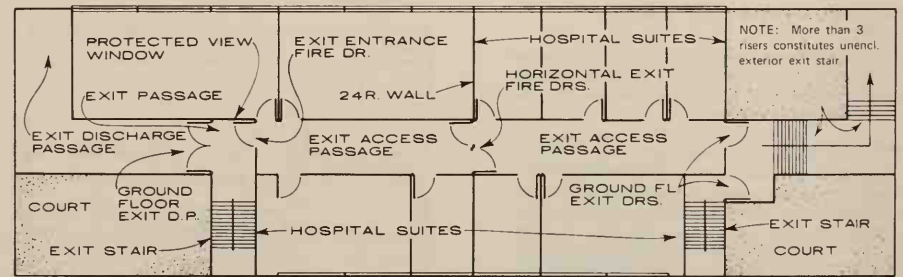 PROTECTED VIEW
WINDOW
EXIT ENTRANCE
FIRE DR.
HOSPITAL SUITES
NOTE: More than 3
risers constitutes unencl.
exterior exit stair
EXIT PASSAGE
24R. WALL
HORIZONTAL EXIT
FIRE DRS.
EXIT DISCHARGE
PASSAGE
EXIT ACCESS
PASSAGE
EXIT ACCESS
PASSAGE
GROUND
FLOOR
EXIT D.P.
GROUND FL
EXIT DRS.
COURT
EXIT STAIR
HOSPITAL SUITES
EXIT STAIR
COURT